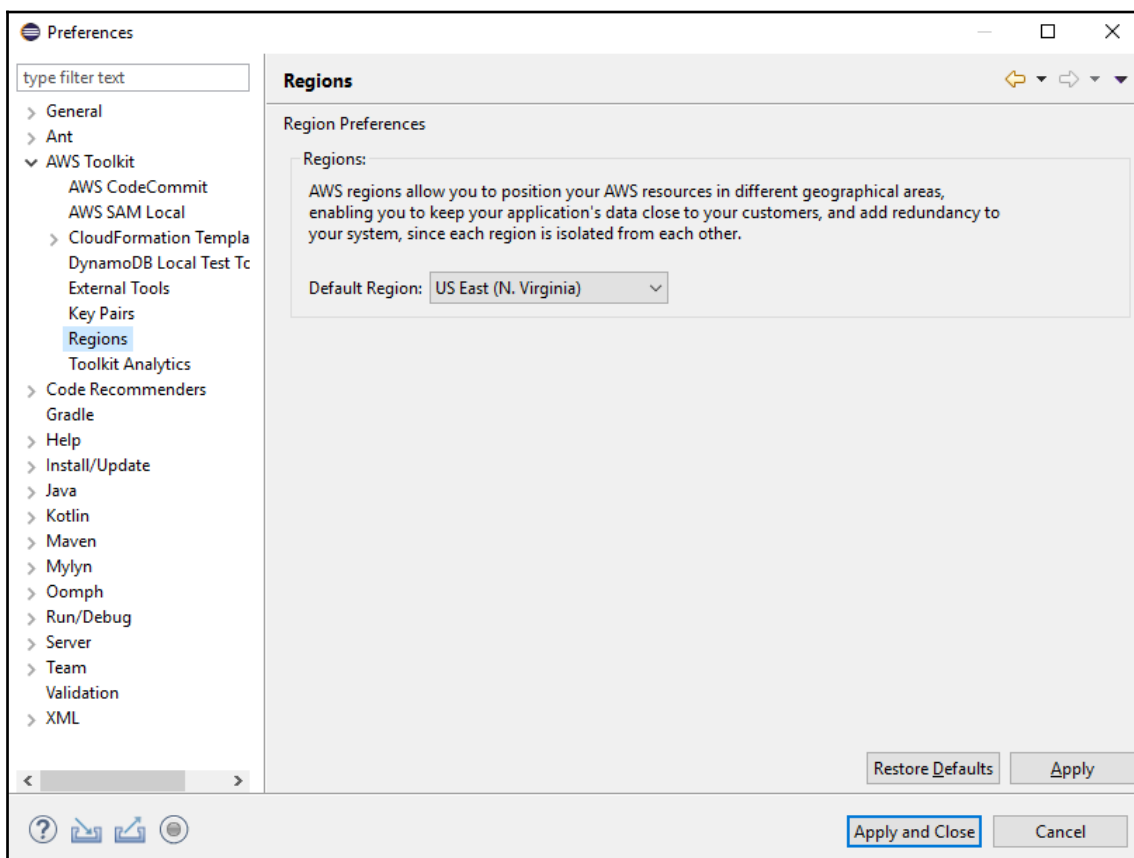 Preferences
type filter text
General
Ant
AWS Toolkit
AWS CodeCommit
AWS SAM Local
CloudFormation Templa
DynamoDB Local Test Tc
External Tools
Key Pairs
Regions
Toolkit Analytics
Code Recommenders
Gradle
Help
Install/Update
Java
Kotlin
Maven
Mylyn
Oomph
Run/Debug
Server
Team
Validation
XML
Regions
Region Preferences
Regions:
AWS regions allow you to position your AWS resources in different geographical areas,
enabling you to keep your application's data close to your customers, and add redundancy to
your system, since each region is isolated from each other.
Default Region: US East (N. Virginia)
Restore Defaults Apply
Apply and Close Cancel